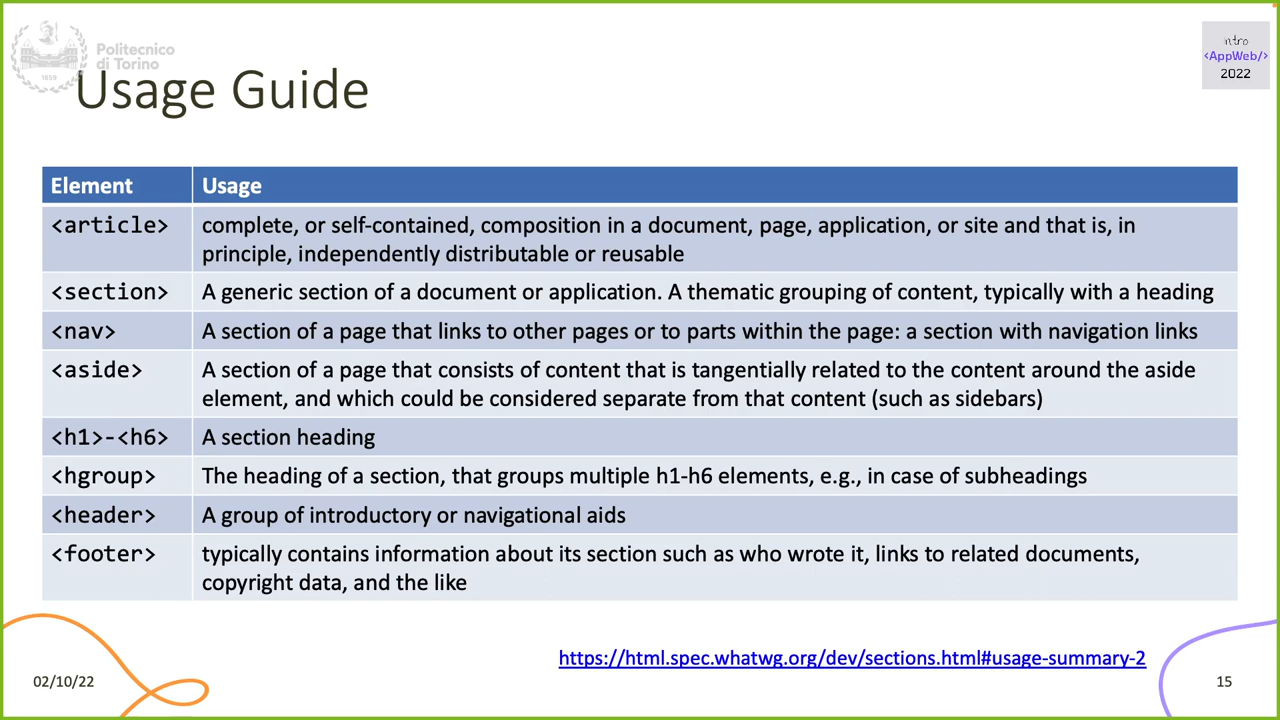 Politecnico
di Torino
1859
intro
<AppWeb/>
2022
Usage Guide
Element Usage
<article> complete, or self-contained, composition in a document, page, application, or site and that is, in
principle, independently distributable or reusable
<section> A generic section of a document or application. A thematic grouping of content, typically with a heading
<nav> A section of a page that links to other pages or to parts within the page: a section with navigation links
<aside> A section of a page that consists of content that is tangentially related to the content around the aside
element, and which could be considered separate from that content (such as sidebars)
<h1>-<h6> A section heading
<hgroup> The heading of a section, that groups multiple h1-h6 elements, e.g., in case of subheadings
<header> A group of introductory or navigational aids
<footer> typically contains information about its section such as who wrote it, links to related documents,
copyright data, and the like
https://html.spec.whatwg.org/dev/sections.html#usage-summary-2
02/10/22
15